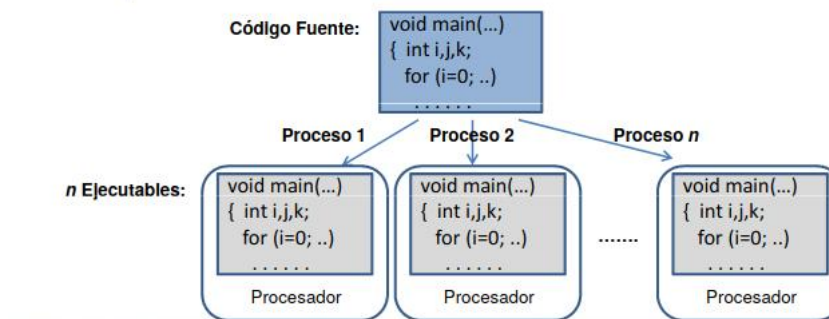 Código Fuente:
void main(...)
{ int i,j,k;
for (i=0; ..)
. . . . . .
Proceso 1
Proceso 2
Proceso n
n Ejecutables:
void main(...)
{ int i,j,k;
for (i=0; ..)
. . . . . .
Procesador
void main(...)
{ int i,j,k;
for (i=0; ..)
. . . . . .
Procesador
.......
void main(...)
{ int i,j,k;
for (i=0; ..)
. . . . . .
Procesador